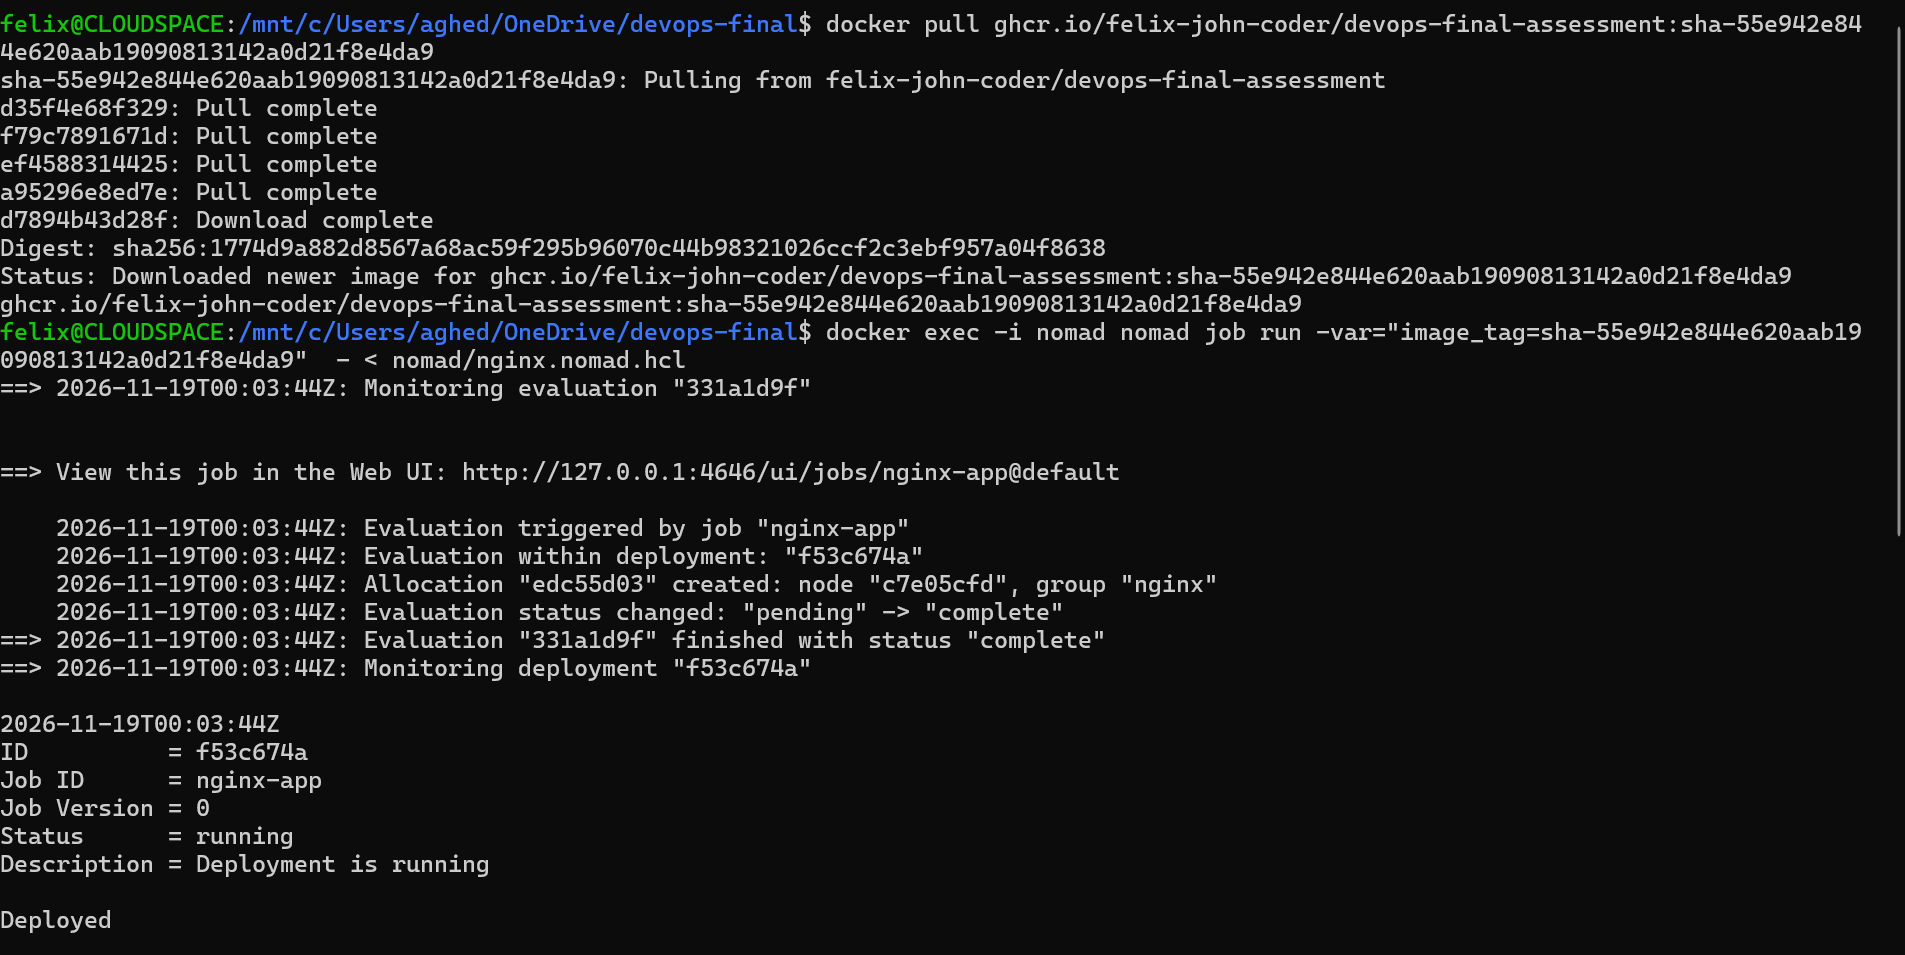 felix@CLOUDSPACE:/mnt/c/Users/aghed/OneDrive/devops-final$ docker pull ghcr.io/felix-john-coder/devops-final-assessment:sha-55e942e84
4e620aab19090813142a0d21f8e4da9
sha-55e942e844e620aab19090813142a0d21f8e4da9: Pulling from felix-john-coder/devops-final-assessment
d35f4e68f329: Pull complete
f79c7891671d: Pull complete
ef4588314425: Pull complete
a95296e8ed7e: Pull complete
d7894b43d28f: Download complete
Digest: sha256:1774d9a882d8567a68ac59f295b96070c44b98321026ccf2c3ebf957a04f8638
Status: Downloaded newer image for ghcr.io/felix-john-coder/devops-final-assessment:sha-55e942e844e620aab19090813142a0d21f8e4da9
ghcr.io/felix-john-coder/devops-final-assessment:sha-55e942e844e620aab19090813142a0d21f8e4da9
felix@CLOUDSPACE:/mnt/c/Users/aghed/OneDrive/devops-final$ docker exec -i nomad nomad job run -var="image_tag=sha-55e942e844e620aab19
090813142a0d21f8e4da9"  - < nomad/nginx.nomad.hcl
==> 2026-11-19T00:03:44Z: Monitoring evaluation "331a1d9f"
==> View this job in the Web UI: http://127.0.0.1:4646/ui/jobs/nginx-app@default
    2026-11-19T00:03:44Z: Evaluation triggered by job "nginx-app"
    2026-11-19T00:03:44Z: Evaluation within deployment: "f53c674a"
    2026-11-19T00:03:44Z: Allocation "edc55d03" created: node "c7e05cfd", group "nginx"
    2026-11-19T00:03:44Z: Evaluation status changed: "pending" -> "complete"
==> 2026-11-19T00:03:44Z: Evaluation "331a1d9f" finished with status "complete"
==> 2026-11-19T00:03:44Z: Monitoring deployment "f53c674a"
2026-11-19T00:03:44Z
ID          = f53c674a
Job ID      = nginx-app
Job Version = 0
Status      = running
Description = Deployment is running
Deployed